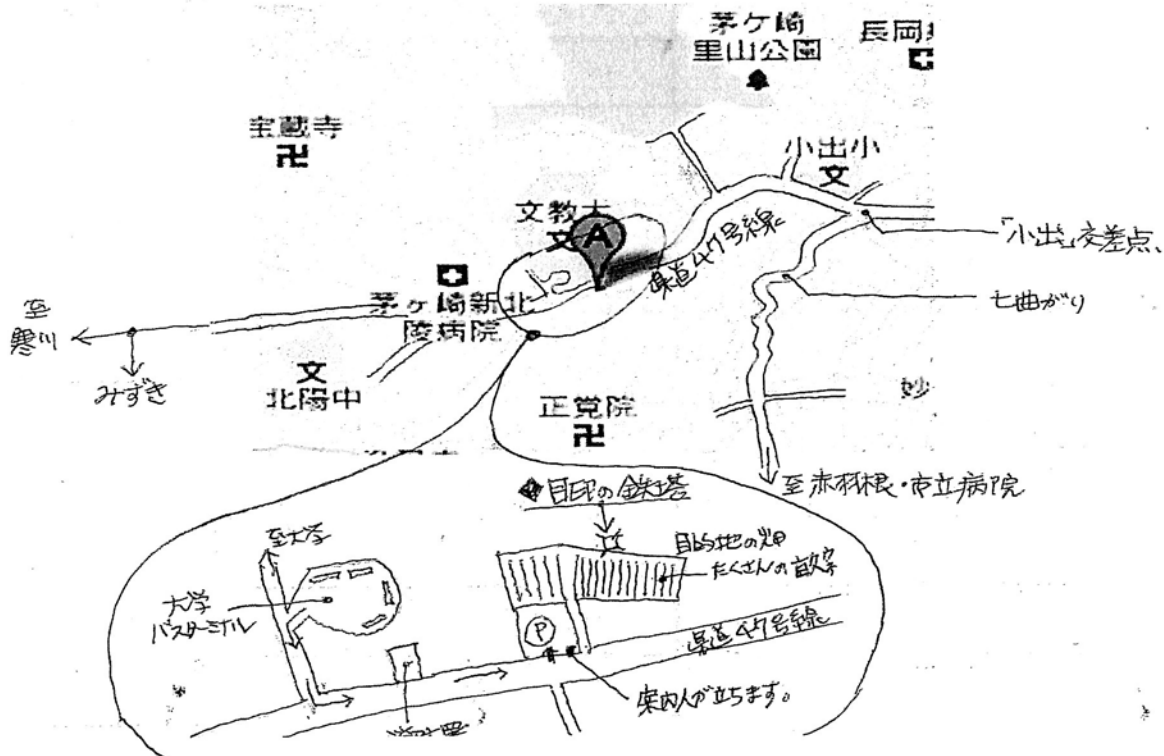 茅ケ崎
里山公園
長岡
宝蔵寺
小出小
文
文教大
文
A
県道47号線
「小出」交差点
七曲がり
茅ヶ崎新北
陵病院
至
寒川
みずき
文
北陽中
正覚院
妙
至赤羽根・市立病院
◆目印の鉄塔
至大学
目的地の畑
たくさんの畝
大学
バスターミナル
P
県道47号線
案内人が立ちます。